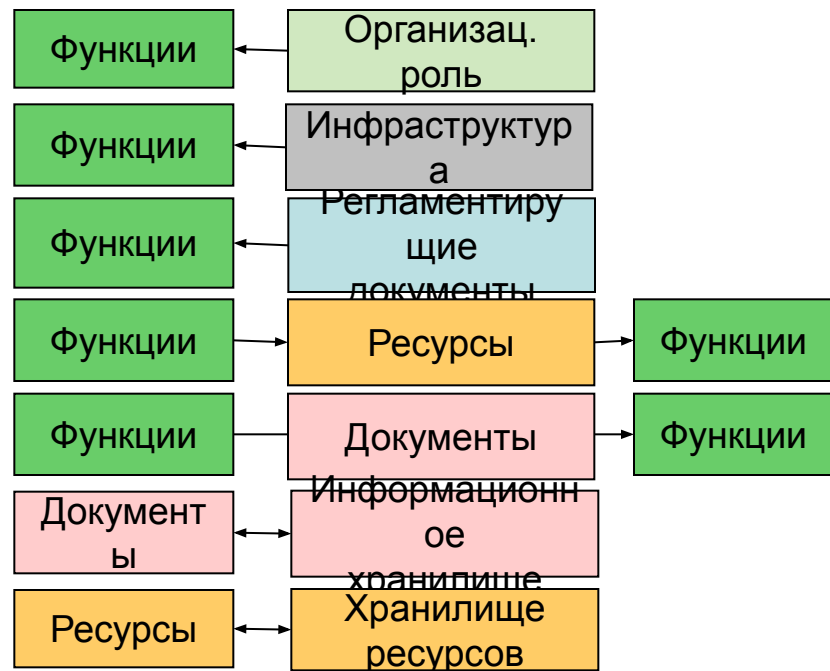 Функции
Организац.
роль
Функции
Инфраструктур
а
Функции
Регламентиру
щие
документы
Функции
Ресурсы
Функции
Функции
Документы
Функции
Документ
ы
Информационн
ое
хранилище
Ресурсы
Хранилище
ресурсов